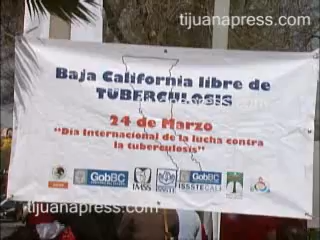 tijuanapress.com
Baja California libre de
TUBERCULOSIS
24 de Marzo
"Día Internacional de la lucha contra
la tuberculosis"
GobBC
IMSS
ISSSTE
GobBC
ISSSTECALI
tijuanapress.com